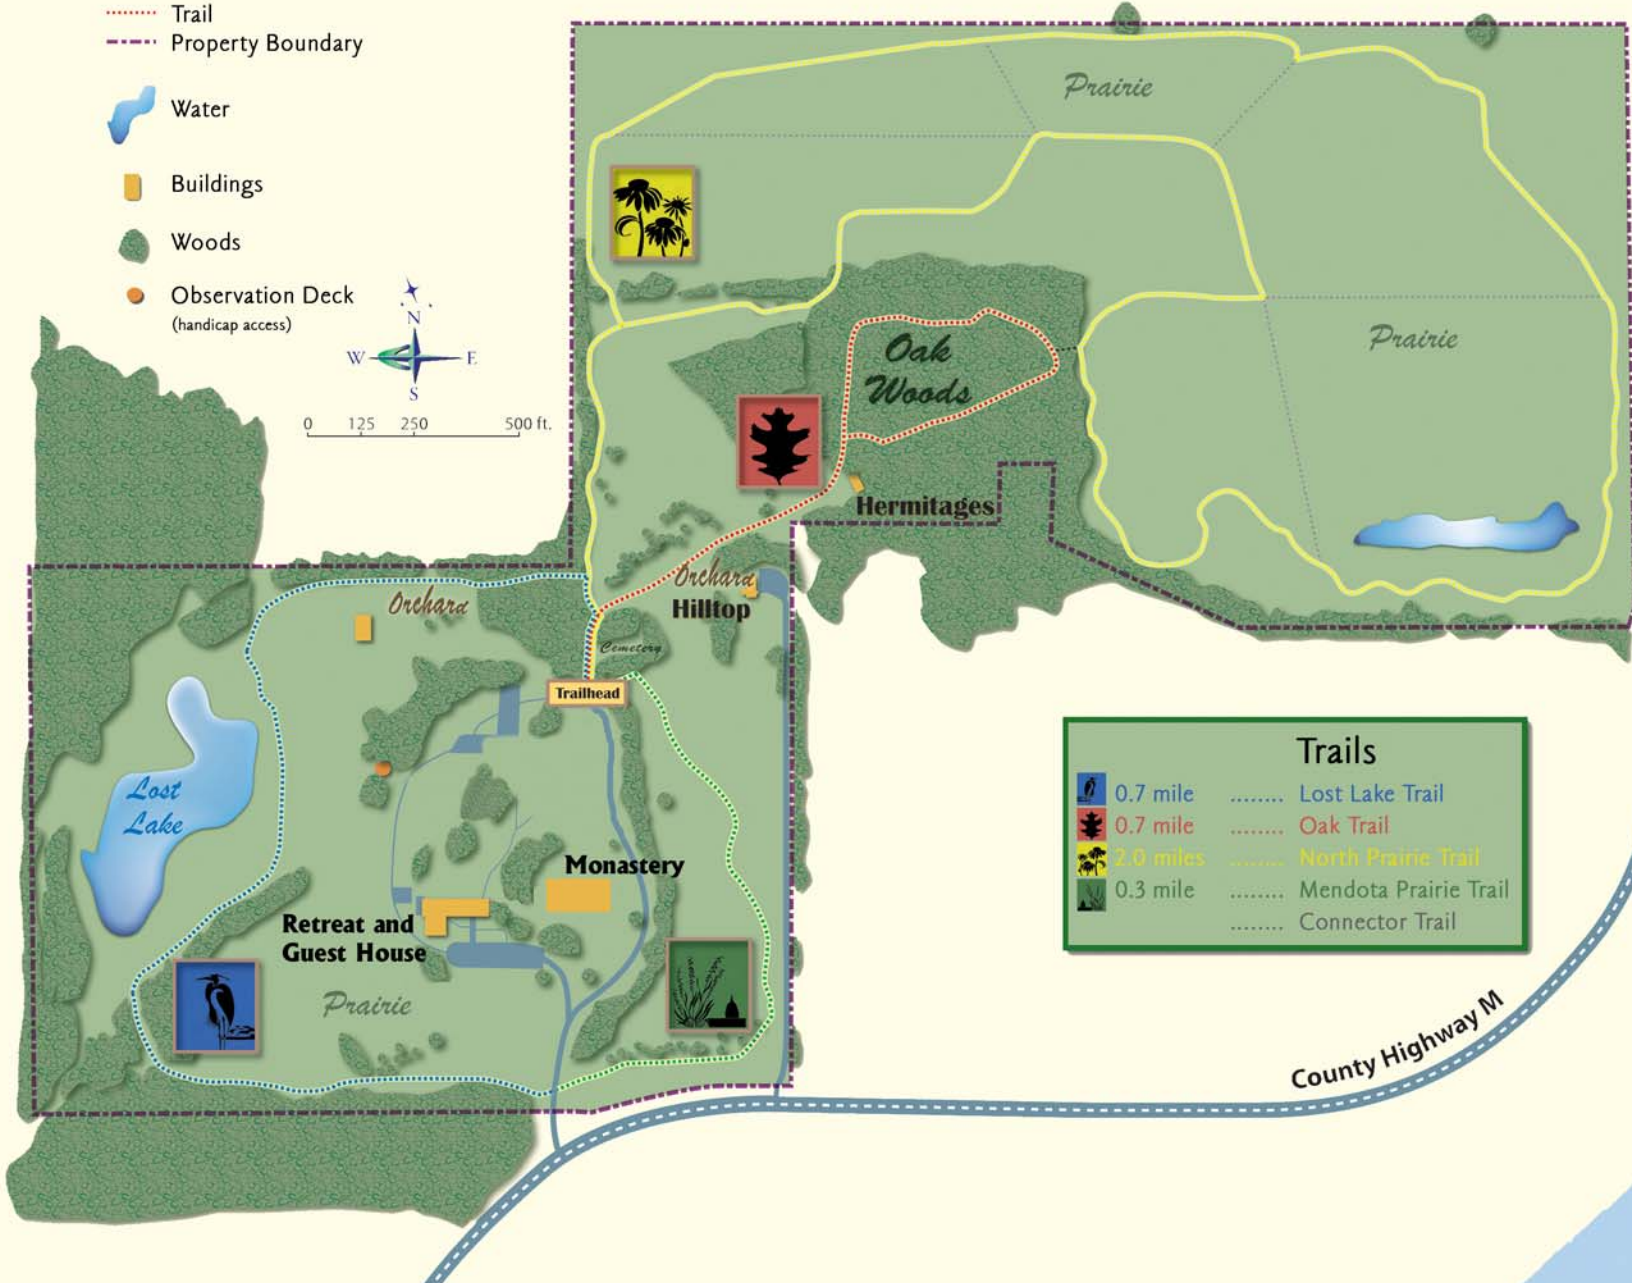 Trail
Property Boundary
Water
Buildings
Woods
Observation Deck
(handicap access)
N
W E
S
0 125 250 500 ft.
Prairie
Prairie
Oak
Woods
Hermitages
Orchard
Hilltop
Orchard
Cemetery
Trailhead
Lost
Lake
Monastery
Retreat and
Guest House
Prairie
Trails
0.7 mile ........ Lost Lake Trail
0.7 mile ........ Oak Trail
2.0 miles ........ North Prairie Trail
0.3 mile ........ Mendota Prairie Trail
........ Connector Trail
County Highway M